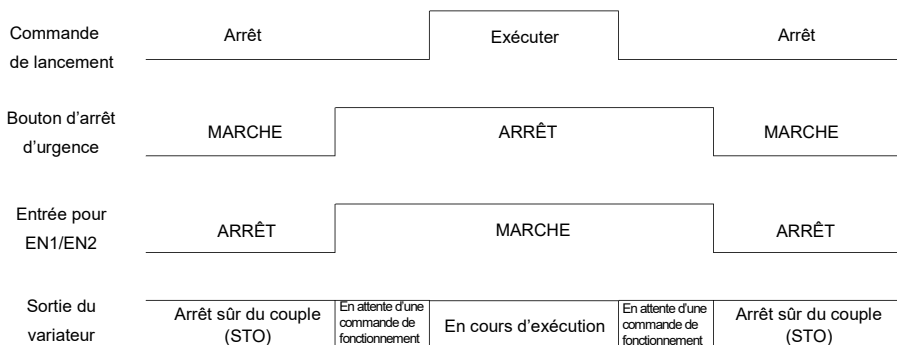 Commande
de lancement
Arrêt
Exécuter
Arrêt
Bouton d'arrêt
d'urgence
MARCHE
ARRÊT
MARCHE
Entrée pour
EN1/EN2
ARRÊT
MARCHE
ARRÊT
Sortie du
variateur
Arrêt sûr du couple
(STO)
En attente d'une
commande de
fonctionnement
En cours d'exécution
En attente d'une
commande de
fonctionnement
Arrêt sûr du couple
(STO)